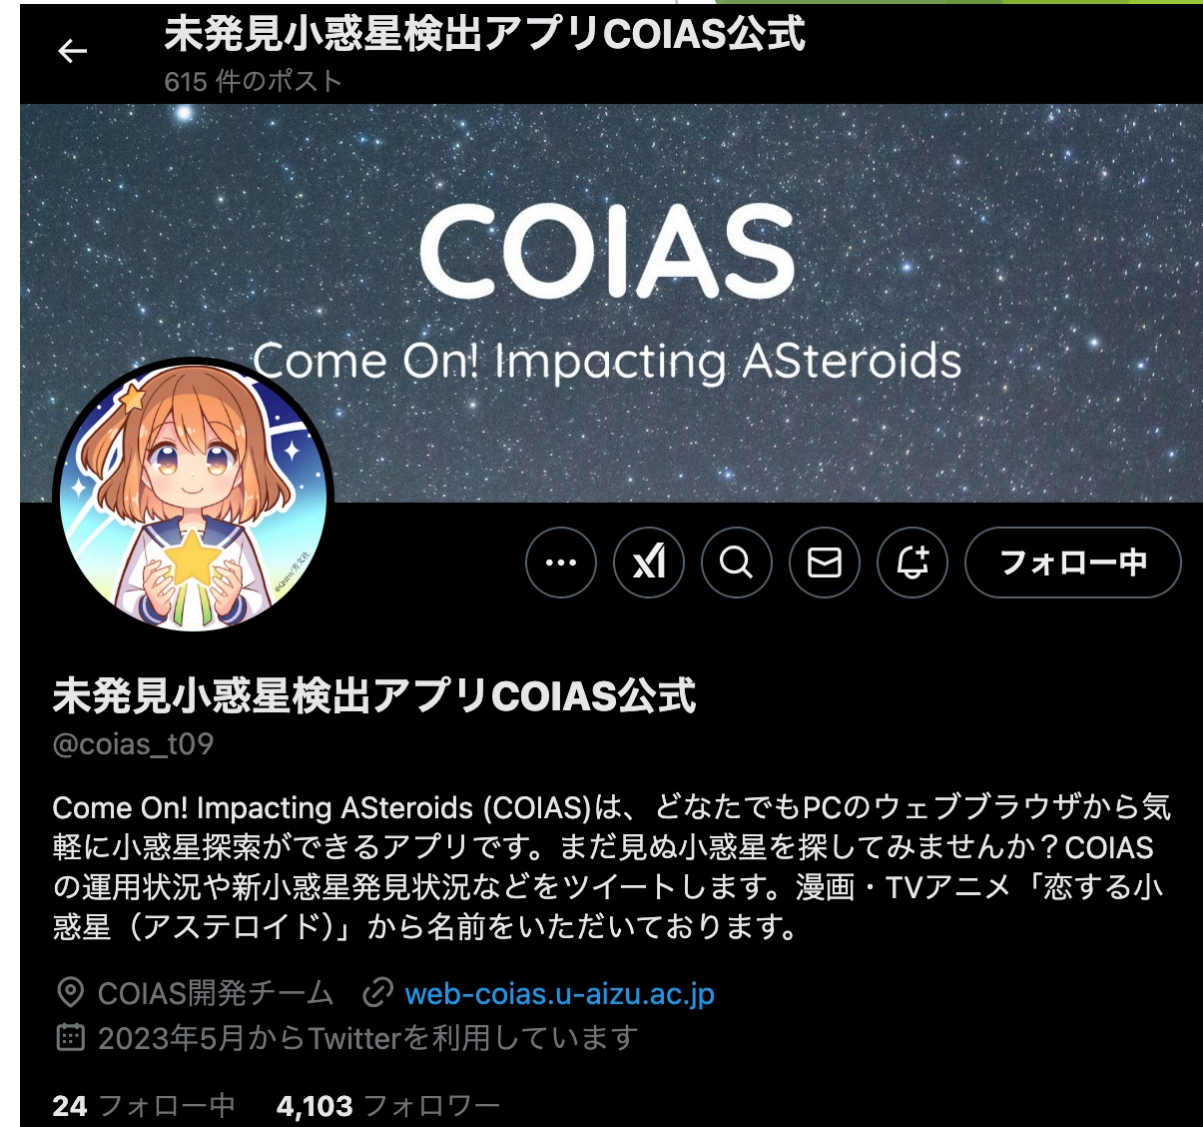 未発見小惑星検出アプリCOIAS公式
615 件のポスト
COIAS
Come On! Impacting ASteroids
©Quro/芳文社
フォロー中
未発見小惑星検出アプリCOIAS公式
@coias_t09
Come On! Impacting ASteroids (COIAS)は、どなたでもPCのウェブブラウザから気
軽に小惑星探索ができるアプリです。まだ見ぬ小惑星を探してみませんか？COIAS
の運用状況や新小惑星発見状況などをツイートします。漫画・TVアニメ「恋する小
惑星（アステロイド）」から名前をいただいております。
COIAS開発チーム web-coias.u-aizu.ac.jp
2023年5月からTwitterを利用しています
24 フォロー中 4,103 フォロワー